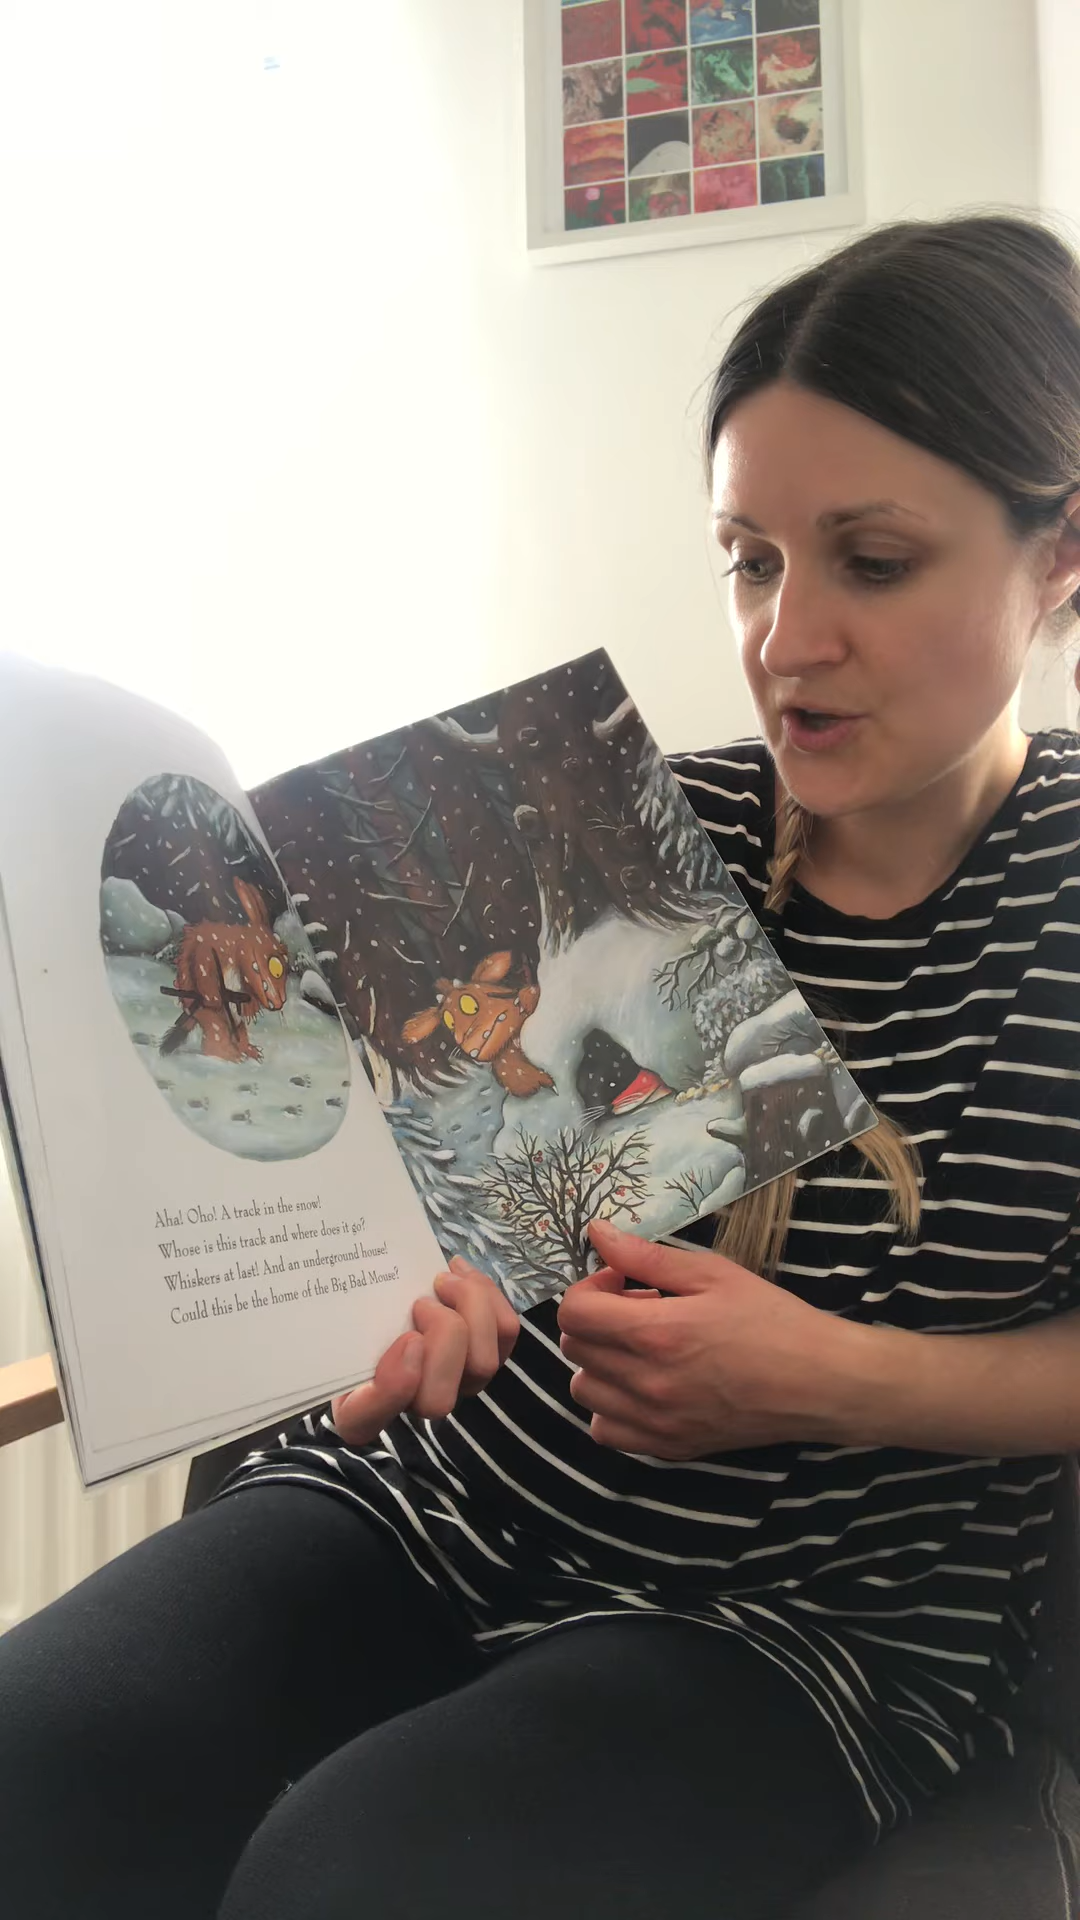 Aha! Oho! A track in the snow!
Whose is this track and where does it go?
Whiskers at last! And an underground house!
Could this be the home of the Big Bad Mouse?